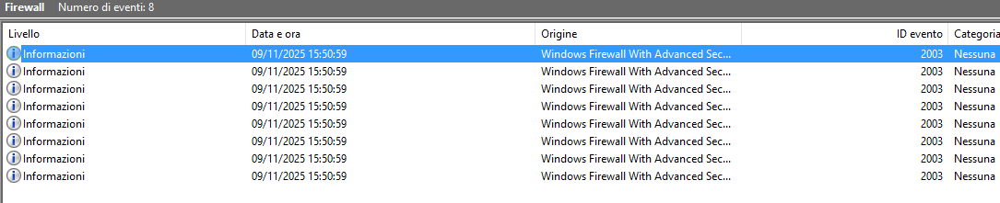 Firewall Numero di eventi: 8
Livello Data e ora Origine ID evento Categoria
Informazioni 09/11/2025 15:50:59 Windows Firewall With Advanced Sec... 2003 Nessuna
Informazioni 09/11/2025 15:50:59 Windows Firewall With Advanced Sec... 2003 Nessuna
Informazioni 09/11/2025 15:50:59 Windows Firewall With Advanced Sec... 2003 Nessuna
Informazioni 09/11/2025 15:50:59 Windows Firewall With Advanced Sec... 2003 Nessuna
Informazioni 09/11/2025 15:50:59 Windows Firewall With Advanced Sec... 2003 Nessuna
Informazioni 09/11/2025 15:50:59 Windows Firewall With Advanced Sec... 2003 Nessuna
Informazioni 09/11/2025 15:50:59 Windows Firewall With Advanced Sec... 2003 Nessuna
Informazioni 09/11/2025 15:50:59 Windows Firewall With Advanced Sec... 2003 Nessuna